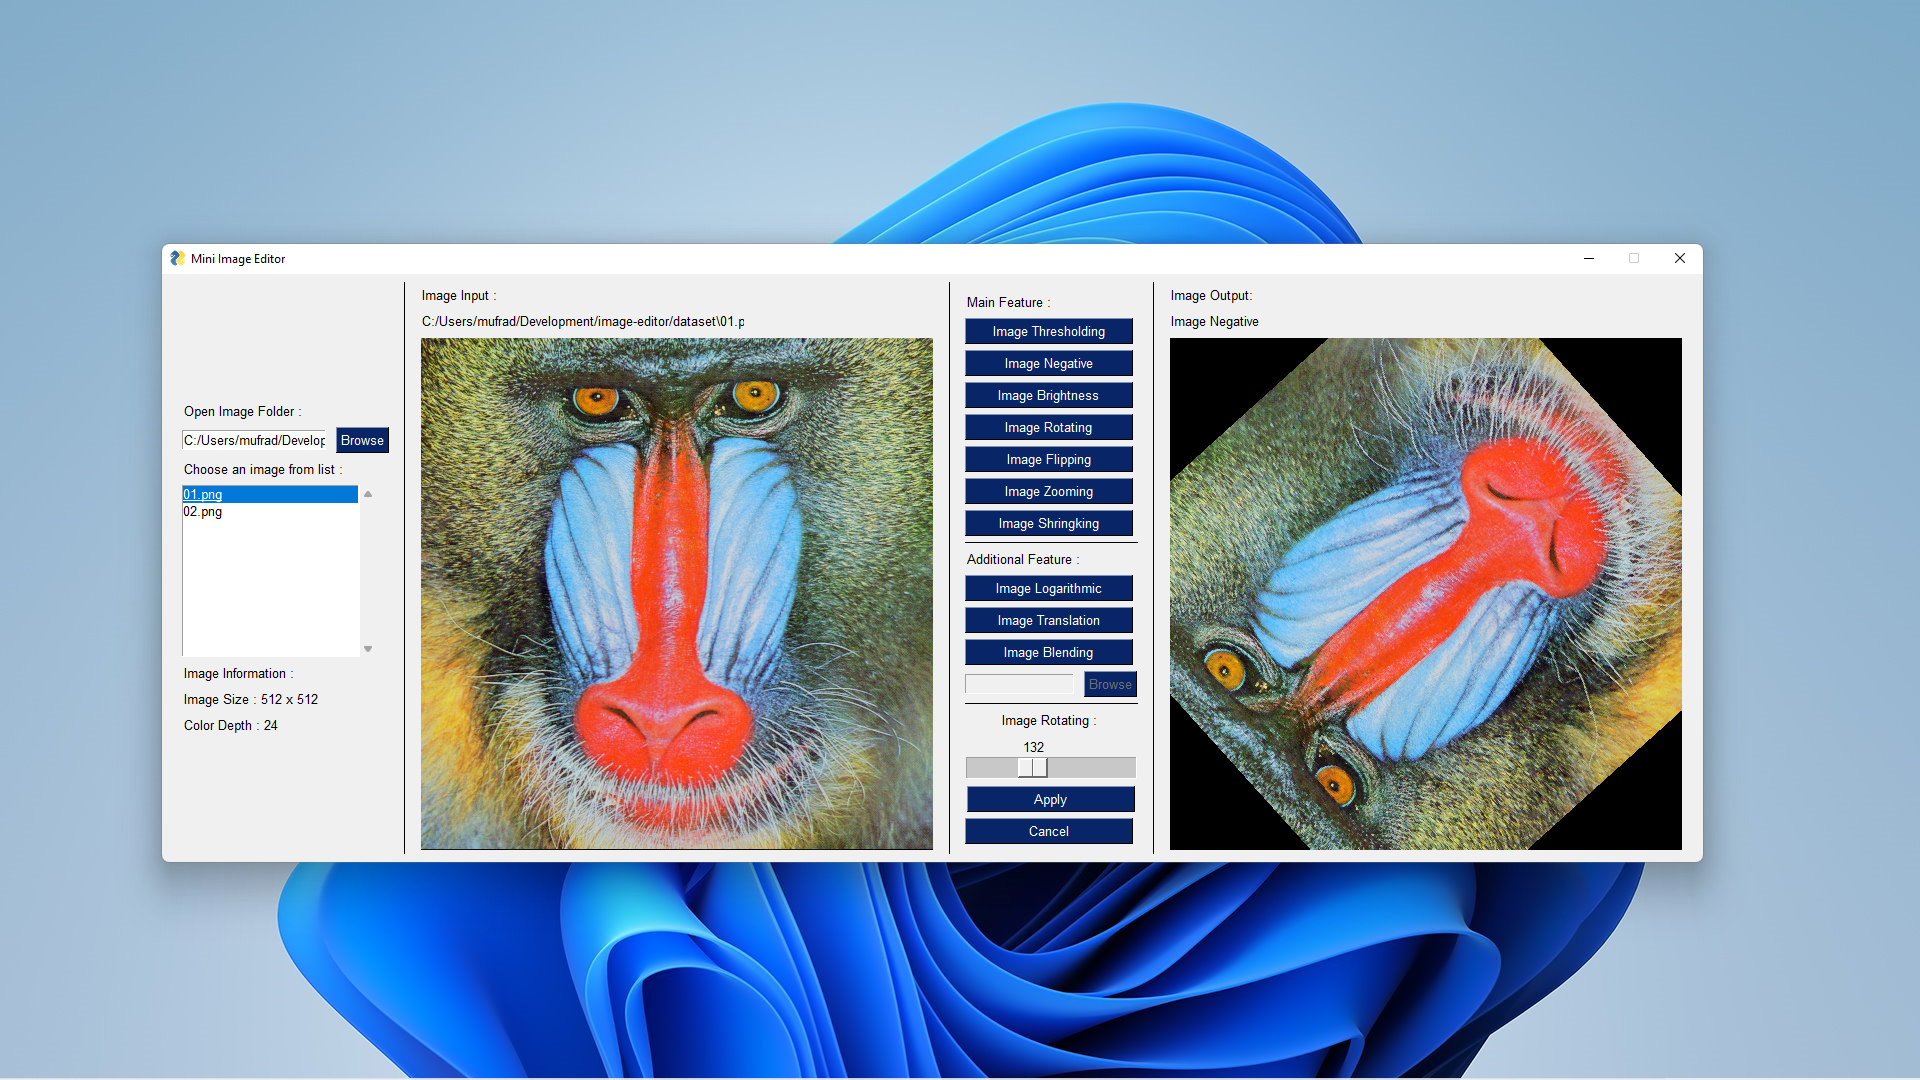 Mini Image Editor
Open Image Folder :
C:/Users/mufrad/Develop
Browse
Choose an image from list :
01.png
02.png
Image Information :
Image Size : 512 x 512
Color Depth : 24
Image Input :
C:/Users/mufrad/Development/image-editor/dataset\01.p
Main Feature :
Image Thresholding
Image Negative
Image Brightness
Image Rotating
Image Flipping
Image Zooming
Image Shringking
Additional Feature :
Image Logarithmic
Image Translation
Image Blending
Browse
Image Rotating :
132
Apply
Cancel
Image Output:
Image Negative